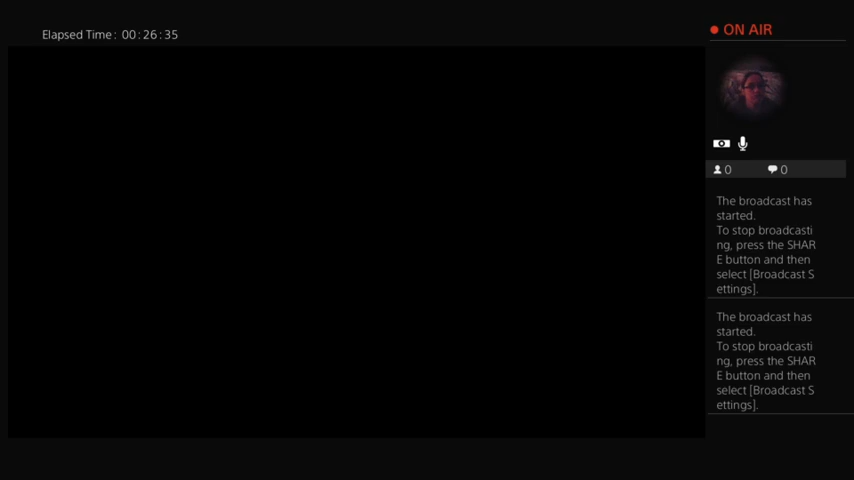 Elapsed Time: 00:26:35
ON AIR
0 0
The broadcast has
started.
To stop broadcasti
ng, press the SHAR
E button and then
select [Broadcast S
ettings].
The broadcast has
started.
To stop broadcasti
ng, press the SHAR
E button and then
select [Broadcast S
ettings].